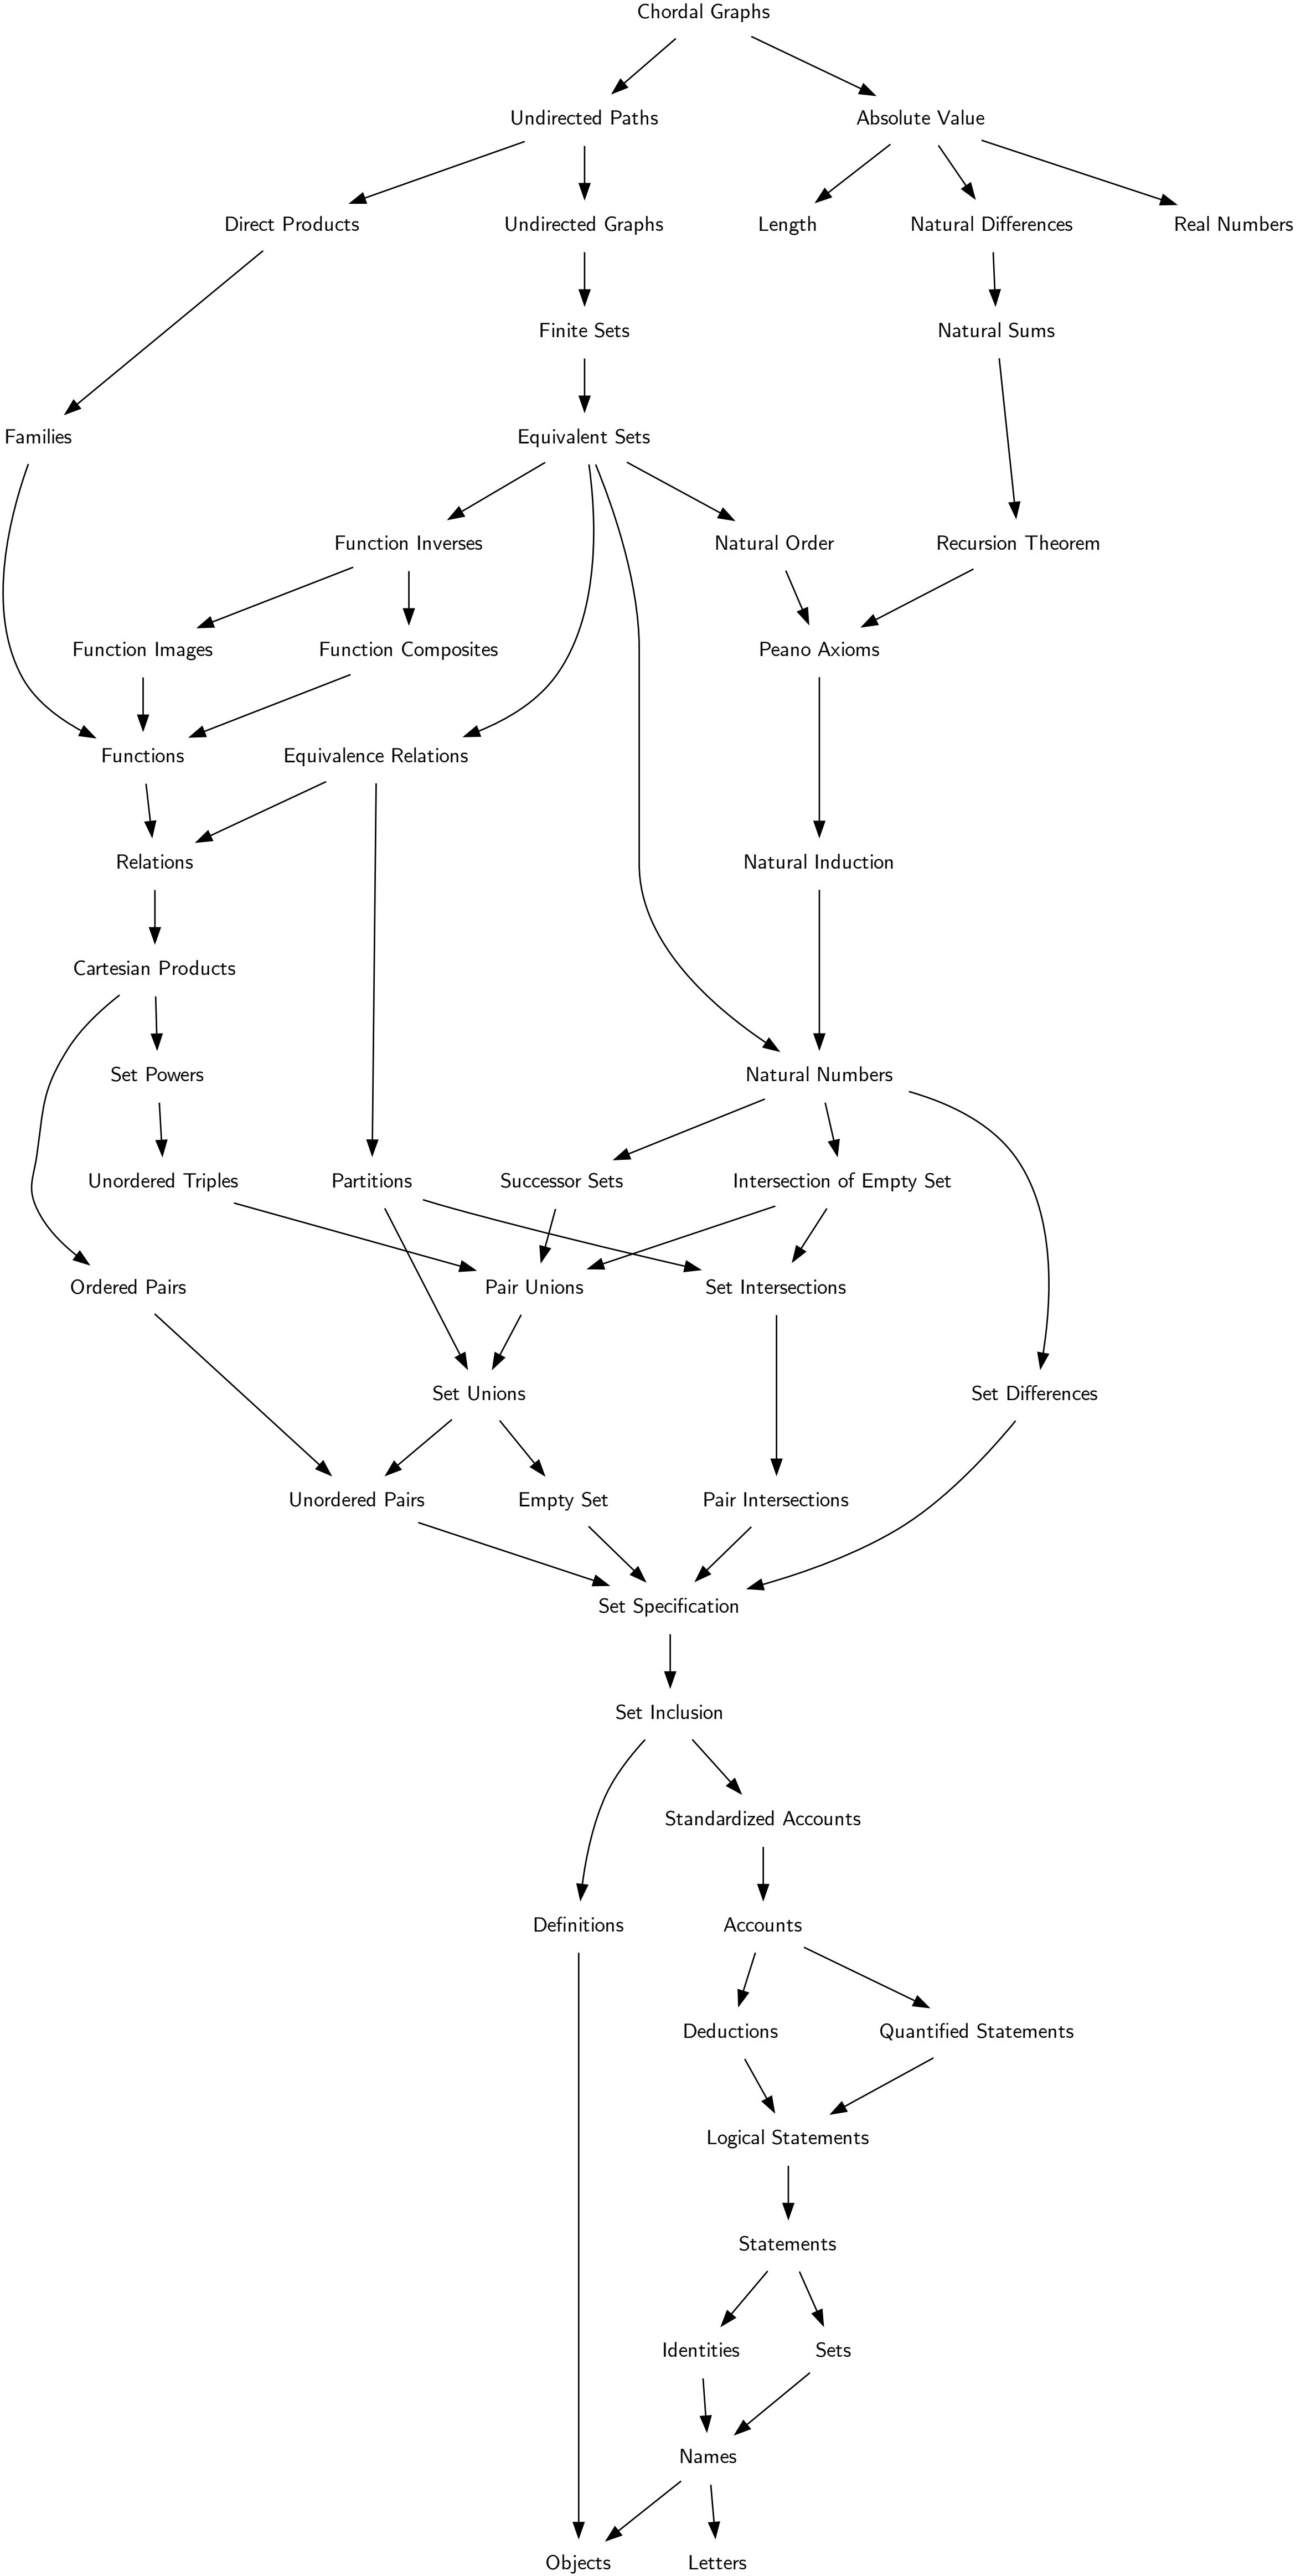 Chordal Graphs
Undirected Paths
Absolute Value
Direct Products
Undirected Graphs
Length
Natural Differences
Real Numbers
Finite Sets
Natural Sums
Families
Equivalent Sets
Function Inverses
Natural Order
Recursion Theorem
Function Images
Function Composites
Peano Axioms
Functions
Equivalence Relations
Relations
Natural Induction
Cartesian Products
Set Powers
Natural Numbers
Unordered Triples
Partitions
Successor Sets
Intersection of Empty Set
Ordered Pairs
Pair Unions
Set Intersections
Set Unions
Set Differences
Unordered Pairs
Empty Set
Pair Intersections
Set Specification
Set Inclusion
Standardized Accounts
Definitions
Accounts
Deductions
Quantified Statements
Logical Statements
Statements
Identities
Sets
Names
Objects
Letters